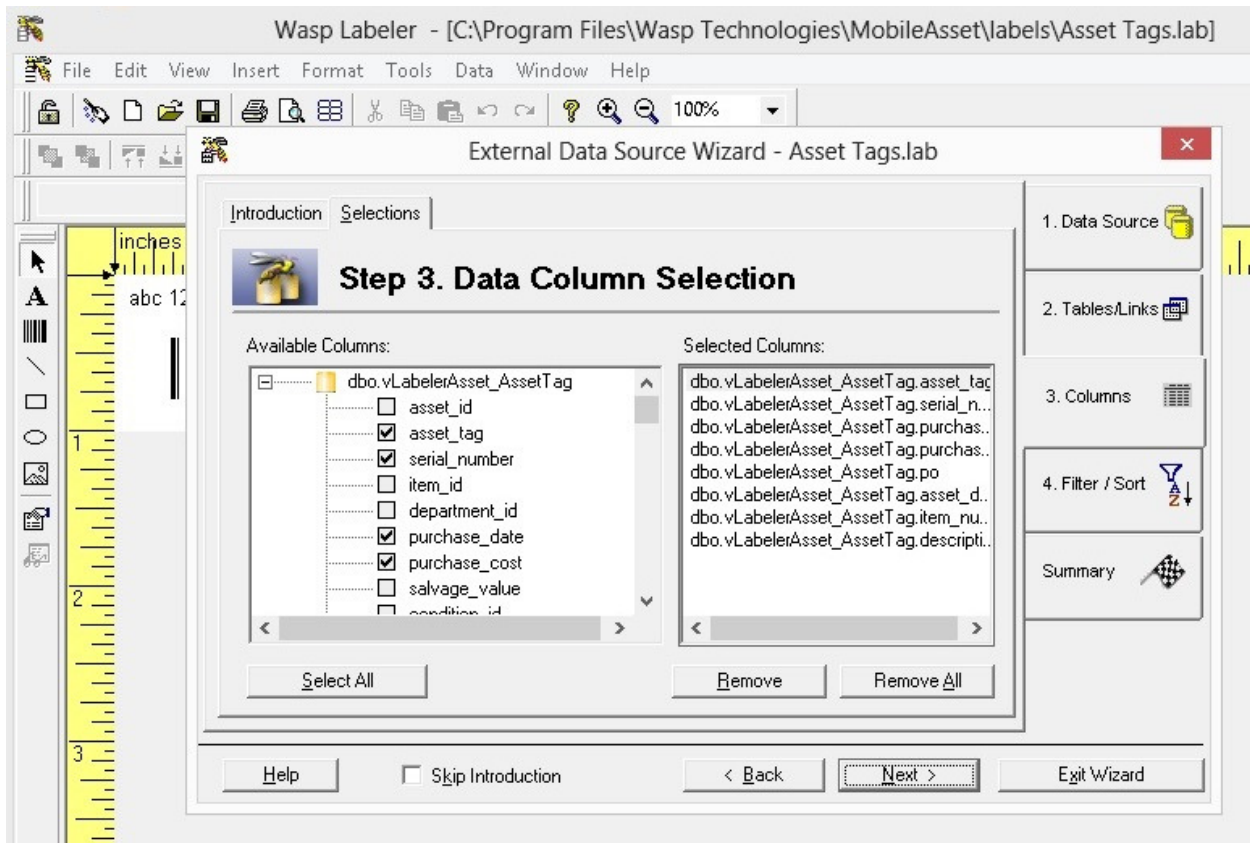 Wasp Labeler - [C:\Program Files\Wasp Technologies\MobileAsset\labels\Asset Tags.lab]
File Edit View Insert Format Tools Data Window Help
100%
External Data Source Wizard - Asset Tags.lab
Introduction Selections
1. Data Source
inches
Step 3. Data Column Selection
abc 12
2. Tables/Links
Available Columns: Selected Columns:
dbo.vLabelerAsset_AssetTag
asset_id
asset_tag
serial_number
item_id
department_id
purchase_date
purchase_cost
salvage_value
condition_id
dbo.vLabelerAsset_AssetTag.asset_tag
dbo.vLabelerAsset_AssetTag.serial_n...
dbo.vLabelerAsset_AssetTag.purchas...
dbo.vLabelerAsset_AssetTag.purchas...
dbo.vLabelerAsset_AssetTag.po
dbo.vLabelerAsset_AssetTag.asset_d...
dbo.vLabelerAsset_AssetTag.item_nu...
dbo.vLabelerAsset_AssetTag.descripti...
3. Columns
4. Filter / Sort
Summary
1
2
3
Select All Remove Remove All
Help Skip Introduction < Back Next > Exit Wizard